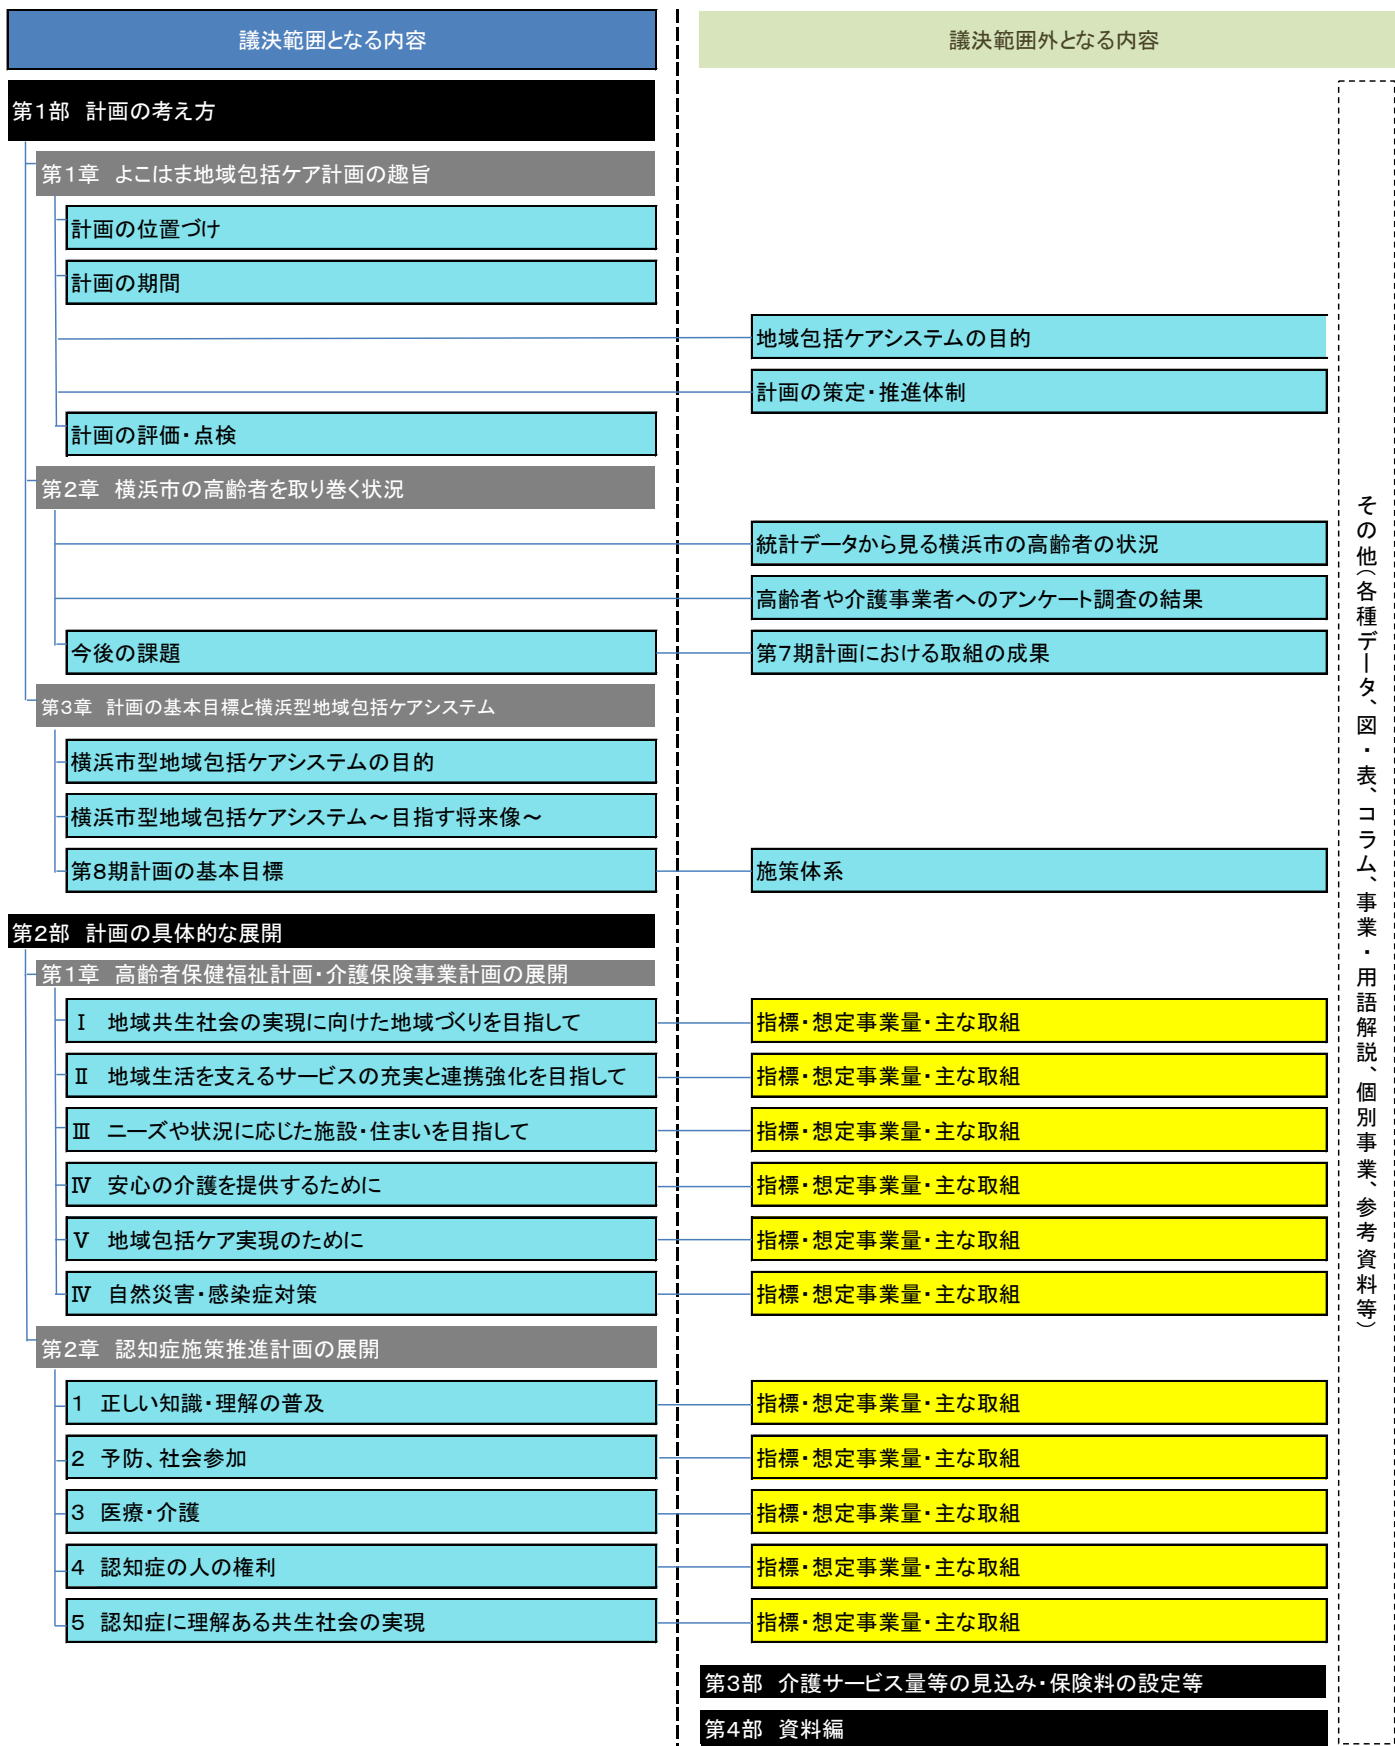 議決範囲となる内容
議決範囲外となる内容
第1部 計画の考え方
第1章 よこはま地域包括ケア計画の趣旨
計画の位置づけ
計画の期間
地域包括ケアシステムの目的
計画の策定・推進体制
計画の評価・点検
第2章 横浜市の高齢者を取り巻く状況
統計データから見る横浜市の高齢者の状況
高齢者や介護事業者へのアンケート調査の結果
今後の課題
第7期計画における取組の成果
第3章 計画の基本目標と横浜型地域包括ケアシステム
横浜市型地域包括ケアシステムの目的
横浜市型地域包括ケアシステム～目指す将来像～
第8期計画の基本目標
施策体系
第2部 計画の具体的な展開
第1章 高齢者保健福祉計画・介護保険事業計画の展開
Ⅰ 地域共生社会の実現に向けた地域づくりを目指して
指標・想定事業量・主な取組
Ⅱ 地域生活を支えるサービスの充実と連携強化を目指して
指標・想定事業量・主な取組
Ⅲ ニーズや状況に応じた施設・住まいを目指して
指標・想定事業量・主な取組
Ⅳ 安心の介護を提供するために
指標・想定事業量・主な取組
Ⅴ 地域包括ケア実現のために
指標・想定事業量・主な取組
Ⅳ 自然災害・感染症対策
指標・想定事業量・主な取組
第2章 認知症施策推進計画の展開
1 正しい知識・理解の普及
指標・想定事業量・主な取組
2 予防、社会参加
指標・想定事業量・主な取組
3 医療・介護
指標・想定事業量・主な取組
4 認知症の人の権利
指標・想定事業量・主な取組
5 認知症に理解ある共生社会の実現
指標・想定事業量・主な取組
第3部 介護サービス量等の見込み・保険料の設定等
第4部 資料編
その他（各種データ、図・表、コラム、事業・用語解説、個別事業、参考資料等）